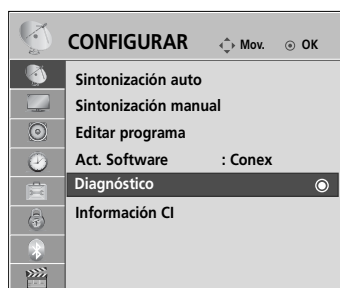 CONFIGURAR Mov. OK
Sintonización auto
Sintonización manual
Editar programa
Act. Software : Conex
Diagnóstico
Información CI